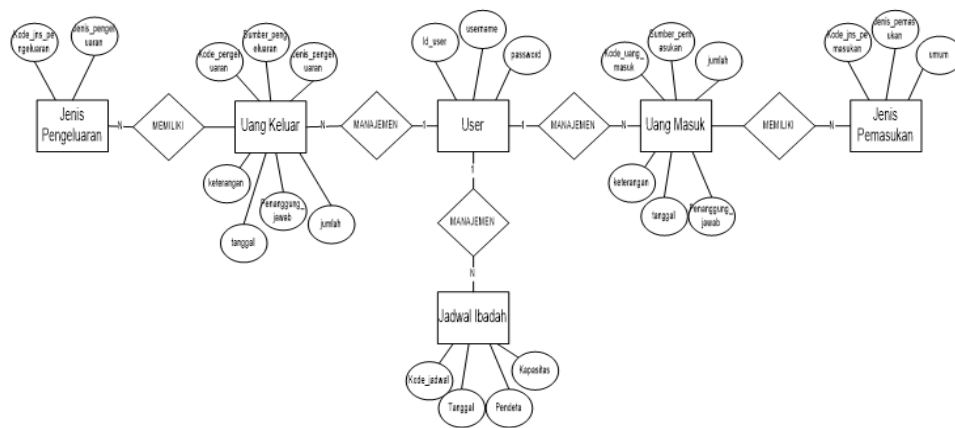 Kode_jns_pe
ngeluaran
Jenis_pengel
uaran
Jenis
Pengeluaran
N
MEMILIKI
Kode_pengel
uaran
Sumber_peng
eluaran
Jenis_pengel
uaran
Uang Keluar
keterangan
tanggal
Penanggung_
jawab
jumlah
N
MANAJEMEN
1
Id_user
username
password
User
1
MANAJEMEN
N
Kode_uang_
masuk
Sumber_pem
asukan
jumlah
Uang Masuk
keterangan
tanggal
Penanggung_
jawab
MEMILIKI
N
Kode_jns_pe
masukan
Jenis_pemas
ukan
umum
Jenis
Pemasukan
1
MANAJEMEN
N
Jadwal Ibadah
Kode_jadwal
Tanggal
Pendeta
Kapasitas